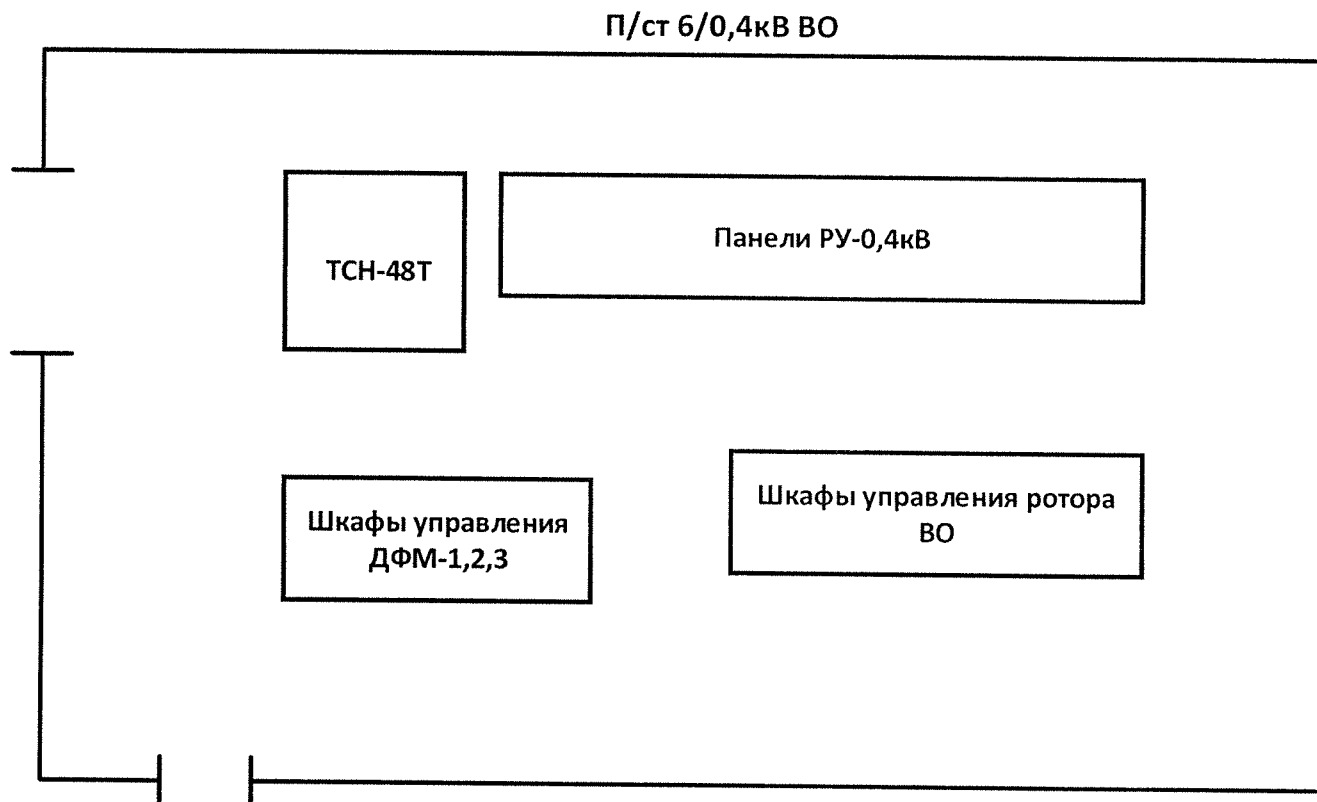 П/ст 6/0,4кВ ВО
ТСН-48Т
Панели РУ-0,4кВ
Шкафы управления
ДФМ-1,2,3
Шкафы управления ротора
ВО